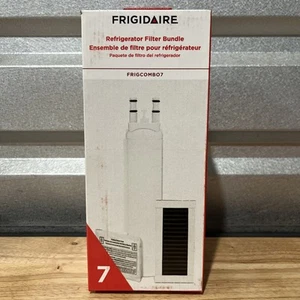 FRIGIDAIRE
Refrigerator Filter Bundle
Ensemble de filtre pour réfrigérateur
Paquete de filtro del refrigerador
FRIGCOMBO7
7